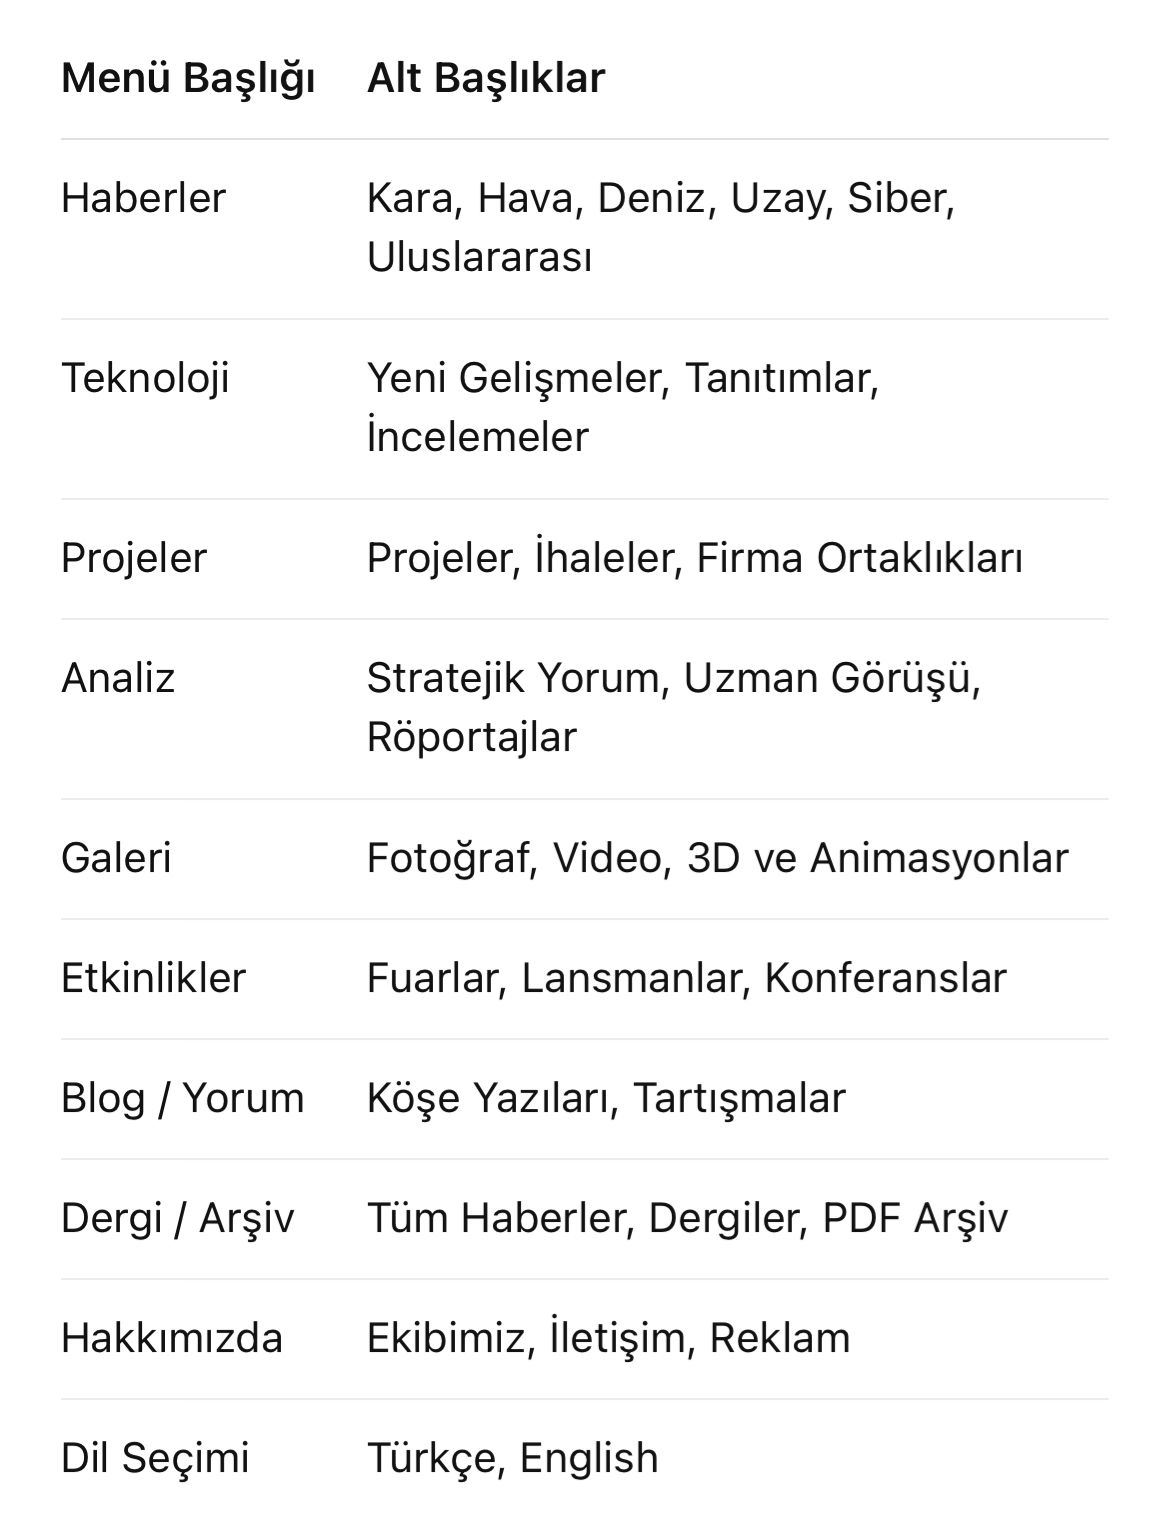 Menü Başlığı Alt Başlıklar
Haberler Kara, Hava, Deniz, Uzay, Siber,
Uluslararası
Teknoloji Yeni Gelişmeler, Tanıtımlar,
İncelemeler
Projeler Projeler, İhaleler, Firma Ortaklıkları
Analiz Stratejik Yorum, Uzman Görüşü,
Röportajlar
Galeri Fotoğraf, Video, 3D ve Animasyonlar
Etkinlikler Fuarlar, Lansmanlar, Konferanslar
Blog / Yorum Köşe Yazıları, Tartışmalar
Dergi / Arşiv Tüm Haberler, Dergiler, PDF Arşiv
Hakkımızda Ekibimiz, İletişim, Reklam
Dil Seçimi Türkçe, English